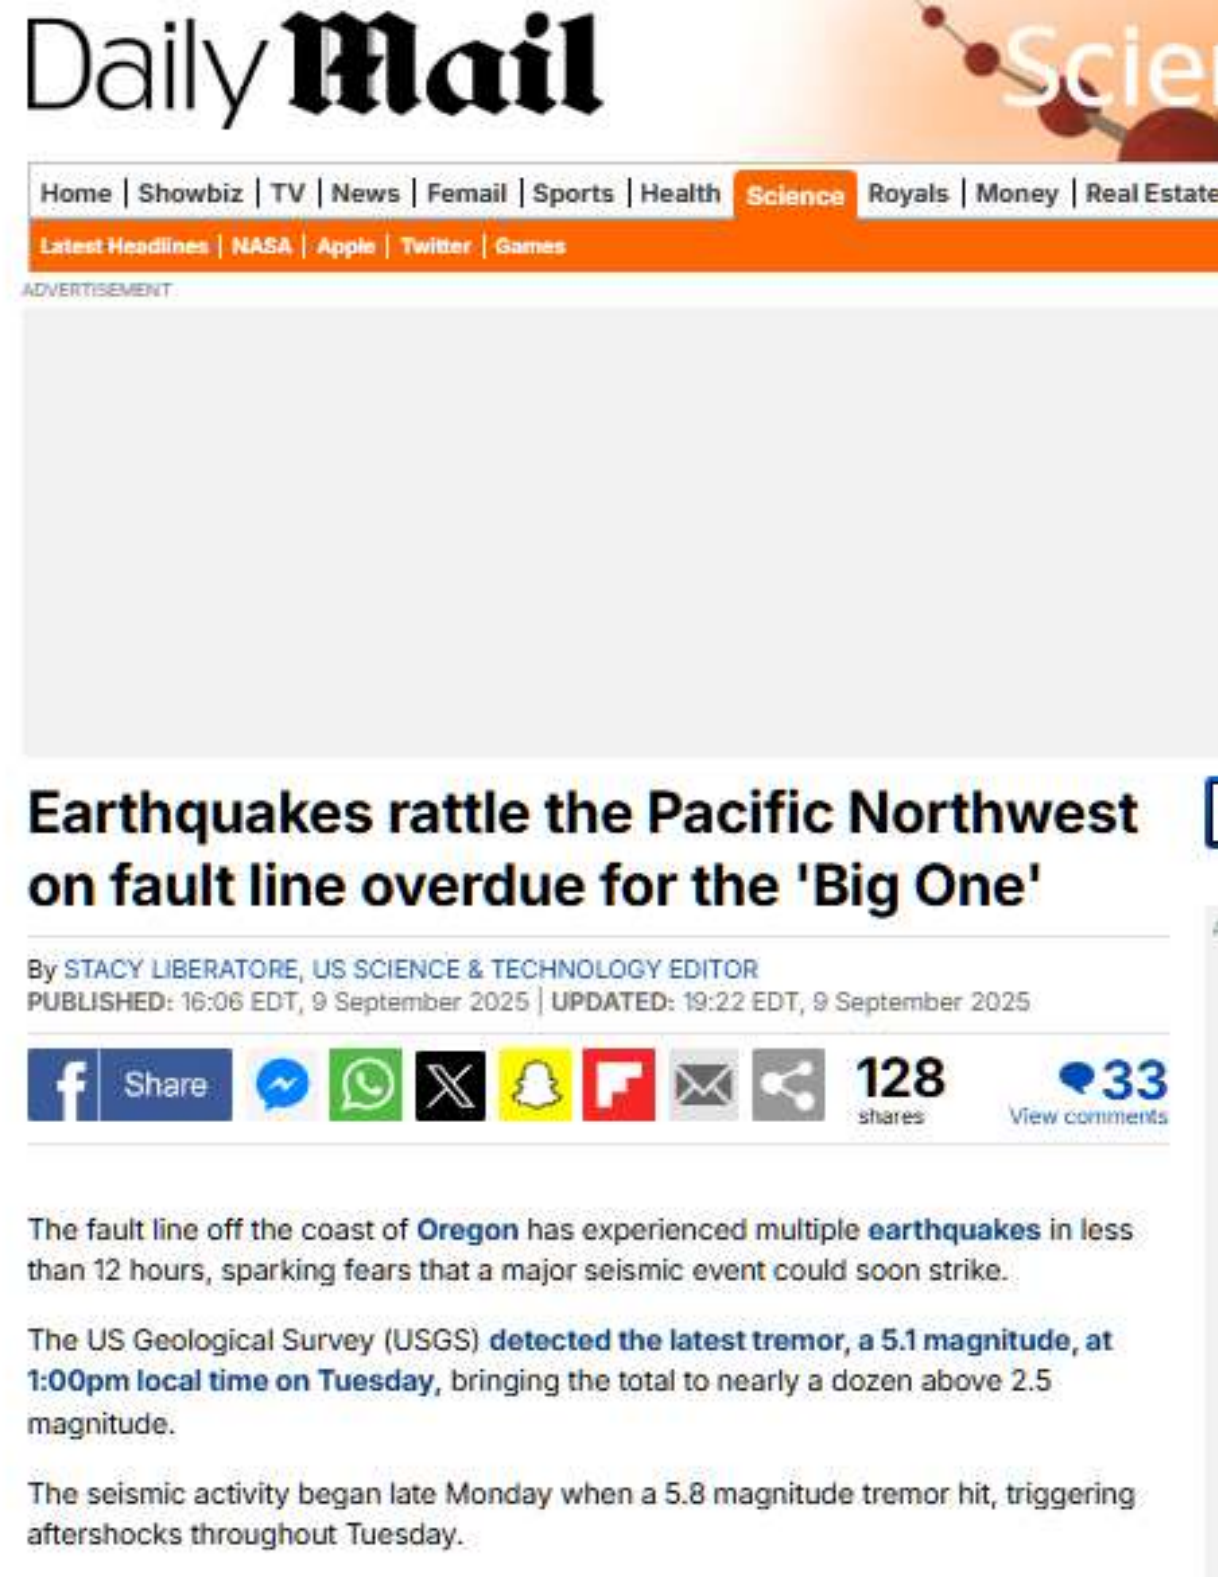 Daily Mail
Scie
Home | Showbiz | TV | News | Femail | Sports | Health Science Royals | Money | Real Estate
Latest Headlines | NASA | Apple | Twitter | Games
ADVERTISEMENT
Earthquakes rattle the Pacific Northwest
on fault line overdue for the 'Big One'
By STACY LIBERATORE, US SCIENCE & TECHNOLOGY EDITOR
PUBLISHED: 16:06 EDT, 9 September 2025 | UPDATED: 19:22 EDT, 9 September 2025
Share
128
shares
33
View comments
The fault line off the coast of Oregon has experienced multiple earthquakes in less
than 12 hours, sparking fears that a major seismic event could soon strike.
The US Geological Survey (USGS) detected the latest tremor, a 5.1 magnitude, at
1:00pm local time on Tuesday, bringing the total to nearly a dozen above 2.5
magnitude.
The seismic activity began late Monday when a 5.8 magnitude tremor hit, triggering
aftershocks throughout Tuesday.